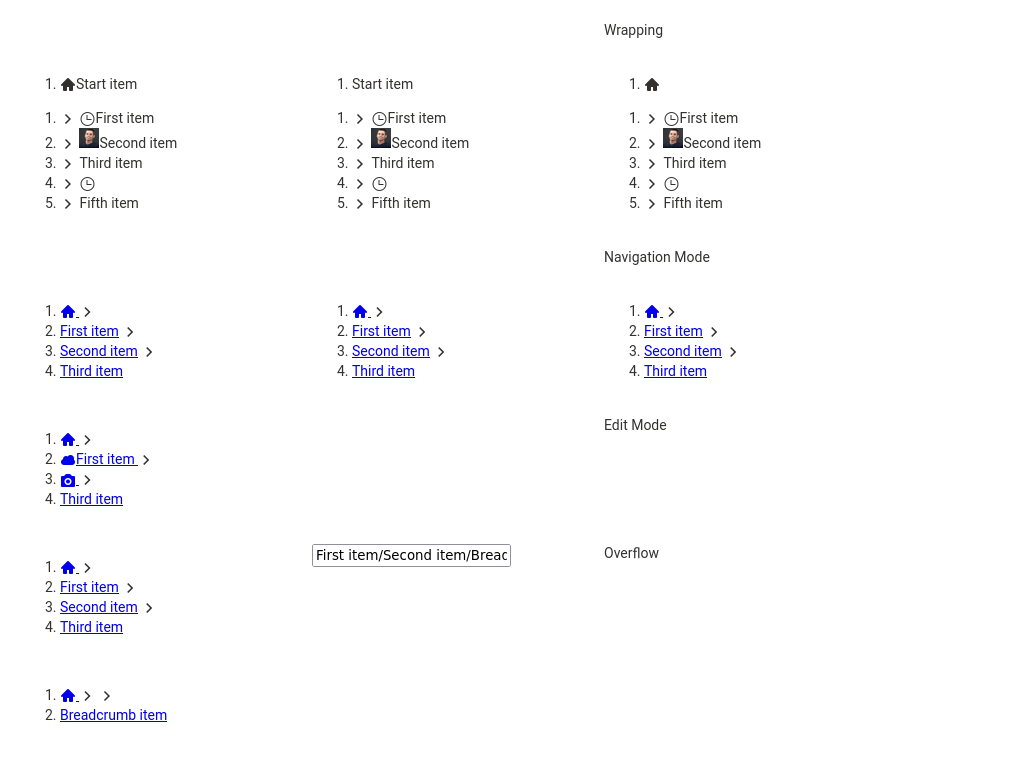 Wrapping
1. Start item
1. Start item
1.
1. First item
2. Second item
3. Third item
4.
5. Fifth item
1. First item
2. Second item
3. Third item
4.
5. Fifth item
1. First item
2. Second item
3. Third item
4.
5. Fifth item
Navigation Mode
1.
2. First item
3. Second item
4. Third item
1.
2. First item
3. Second item
4. Third item
1.
2. First item
3. Second item
4. Third item
Edit Mode
1.
2. First item
3.
4. Third item
First item/Second item/Breac
Overflow
1.
2. First item
3. Second item
4. Third item
1.
2. Breadcrumb item